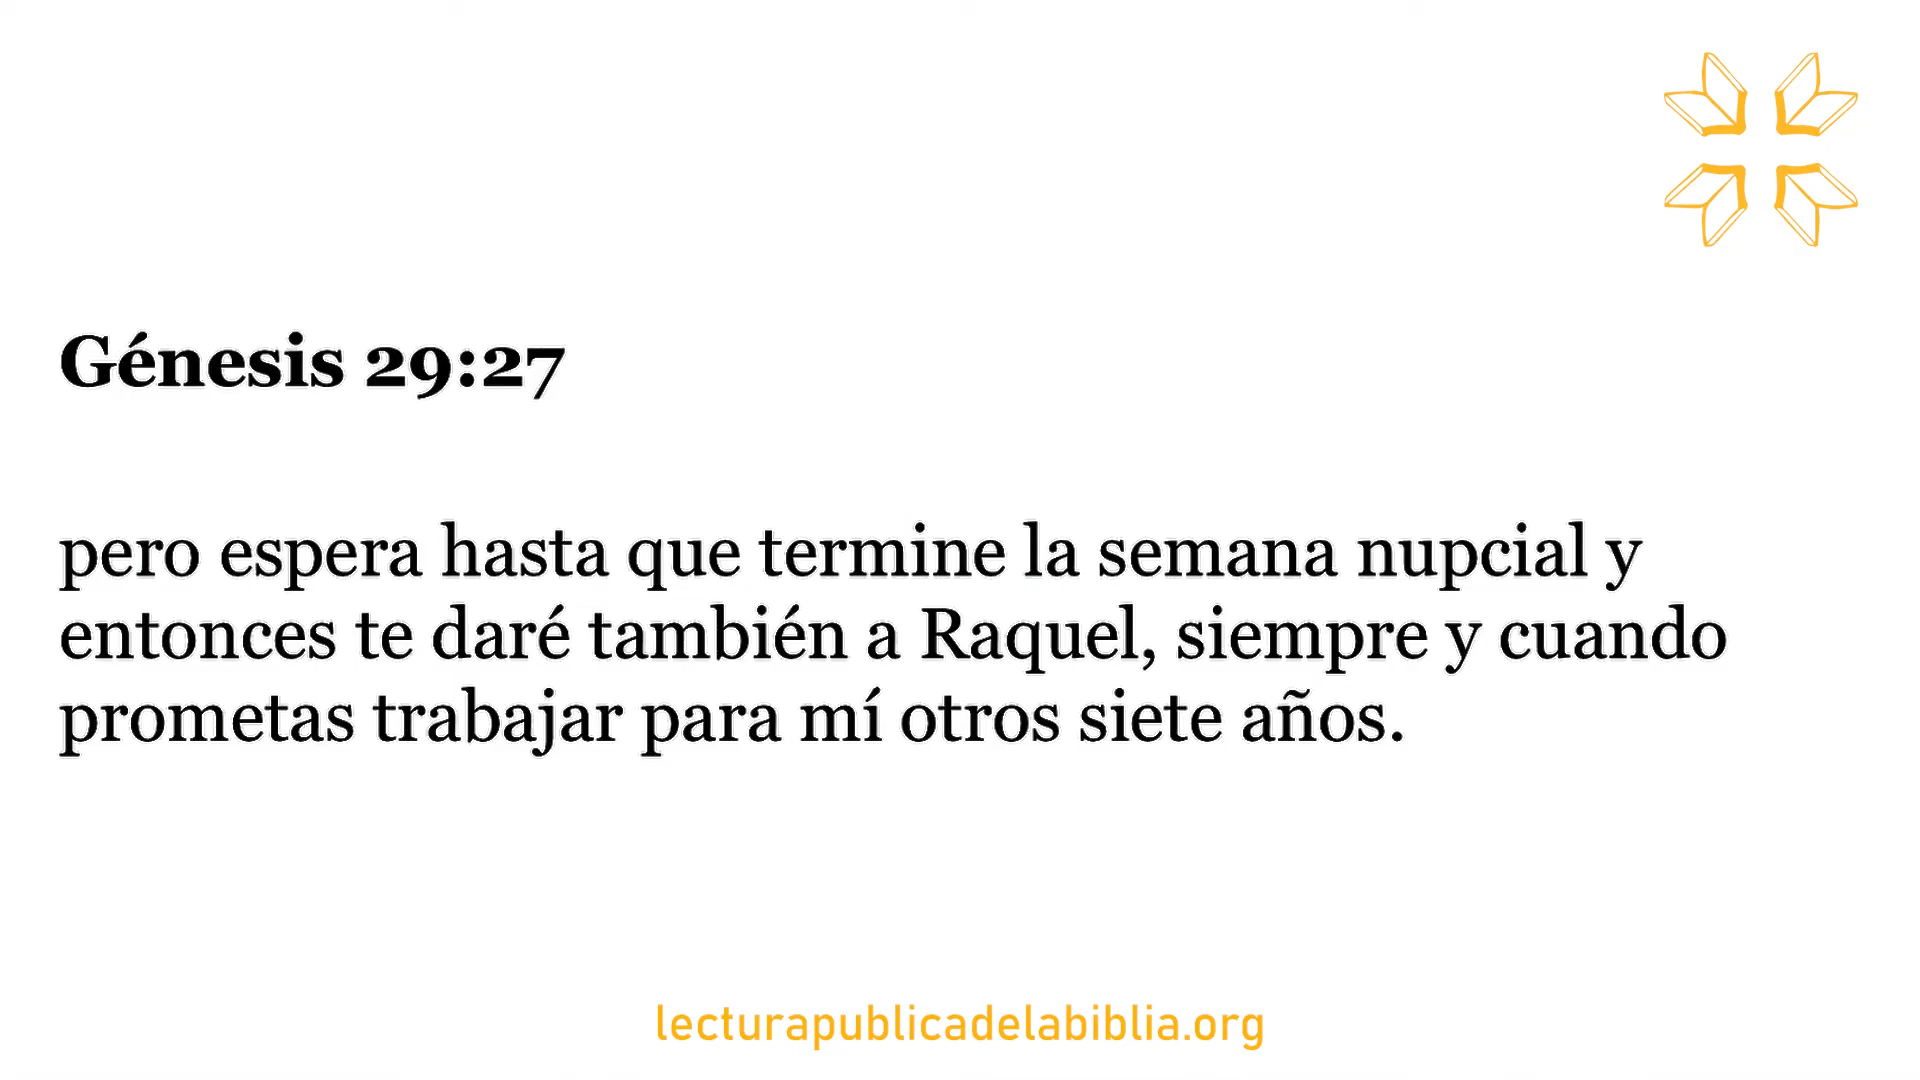 Génesis 29:27
pero espera hasta que termine la semana nupcial y
entonces te daré también a Raquel, siempre y cuando
prometas trabajar para mí otros siete años.
lecturapublicadelabiblia.org